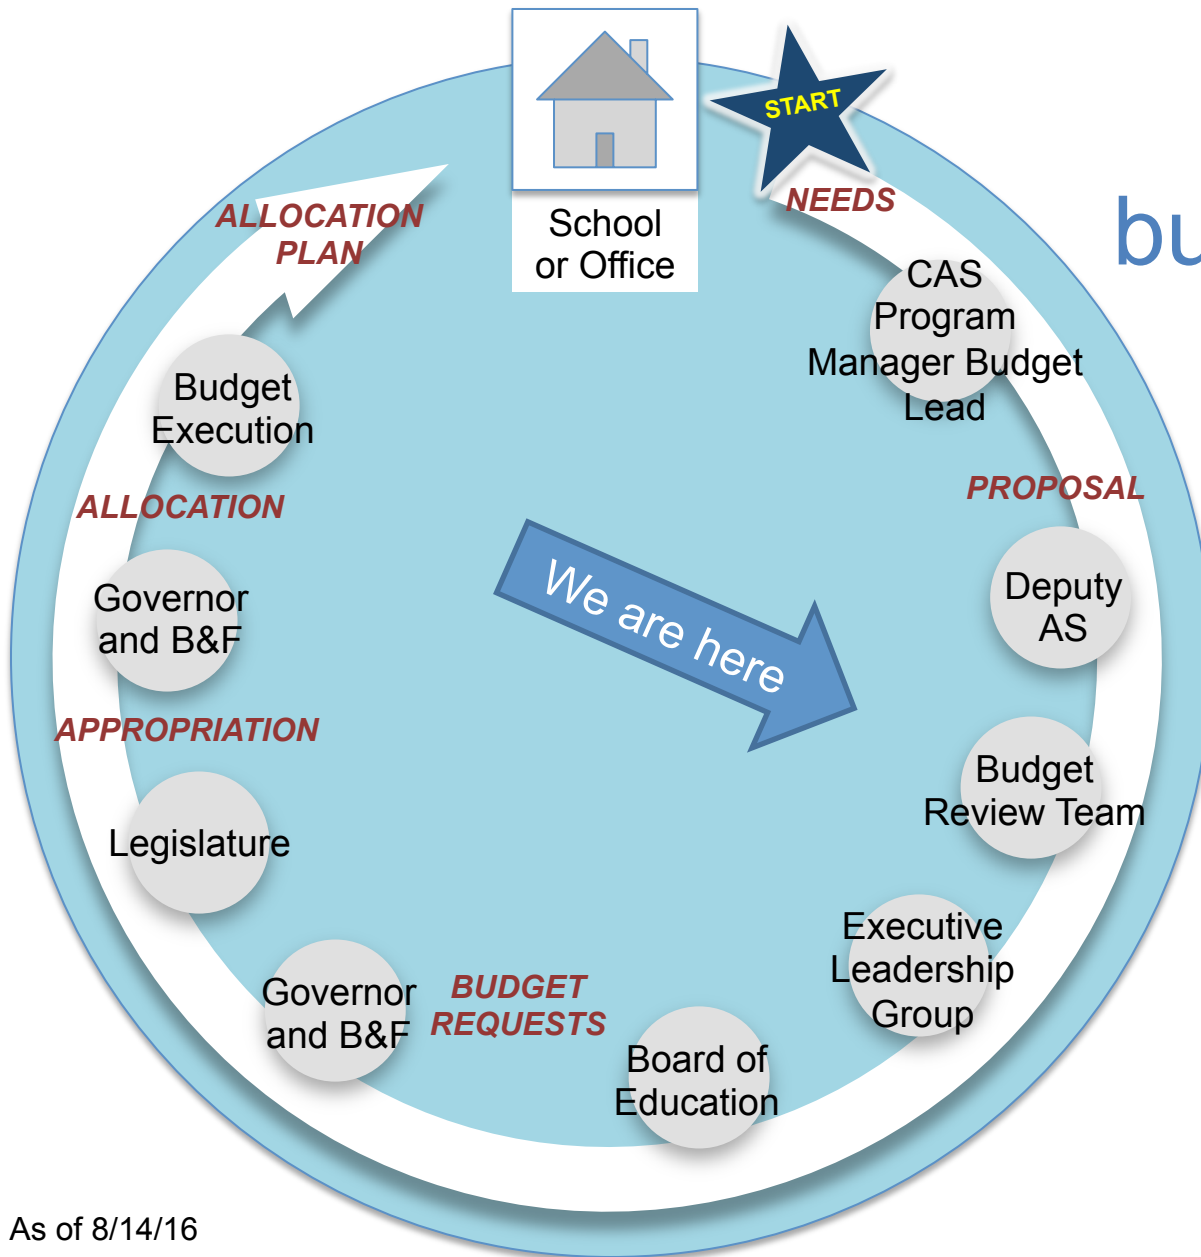 START
NEEDS
School
or Office
bu
CAS
Program
Manager Budget
Lead
PROPOSAL
Deputy
AS
Budget
Review Team
Executive
Leadership
Group
Board of
Education
BUDGET
REQUESTS
Governor
and B&F
Legislature
APPROPRIATION
Governor
and B&F
ALLOCATION
Budget
Execution
ALLOCATION
PLAN
We are here
As of 8/14/16